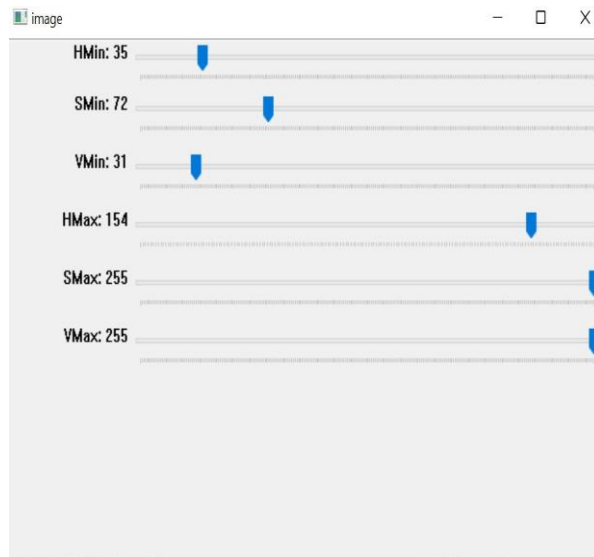 image
HMin: 35
SMin: 72
VMin: 31
HMax: 154
SMax: 255
VMax: 255